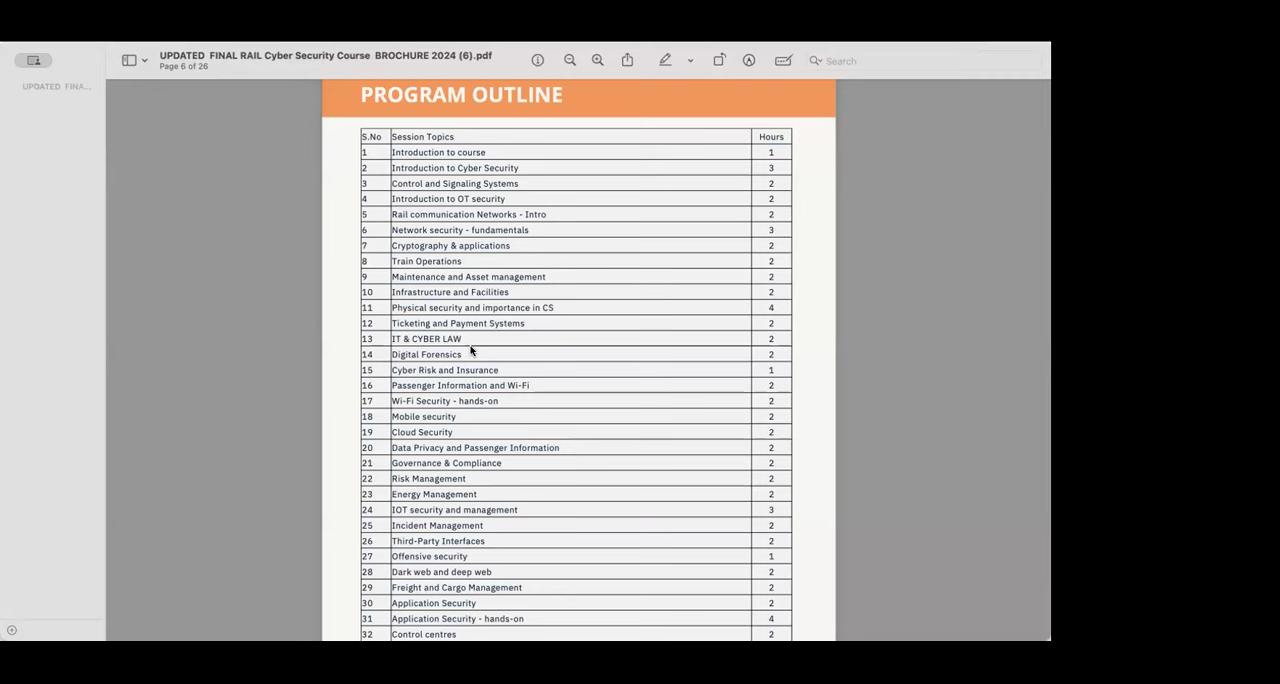 UPDATED FINAL RAIL Cyber Security Course BROCHURE 2024 (6).pdf
Page 6 of 26
Search
UPDATED FINA...
PROGRAM OUTLINE
S.No Session Topics Hours
1 Introduction to course 1
2 Introduction to Cyber Security 3
3 Control and Signaling Systems 2
4 Introduction to OT security 2
5 Rail communication Networks - Intro 2
6 Network security - fundamentals 3
7 Cryptography & applications 2
8 Train Operations 2
9 Maintenance and Asset management 2
10 Infrastructure and Facilities 2
11 Physical security and importance in CS 4
12 Ticketing and Payment Systems 2
13 IT & CYBER LAW 2
14 Digital Forensics 2
15 Cyber Risk and Insurance 1
16 Passenger Information and Wi-Fi 2
17 Wi-Fi Security - hands-on 2
18 Mobile security 2
19 Cloud Security 2
20 Data Privacy and Passenger Information 2
21 Governance & Compliance 2
22 Risk Management 2
23 Energy Management 2
24 IOT security and management 3
25 Incident Management 2
26 Third-Party Interfaces 2
27 Offensive security 1
28 Dark web and deep web 2
29 Freight and Cargo Management 2
30 Application Security 2
31 Application Security - hands-on 4
32 Control centres 2